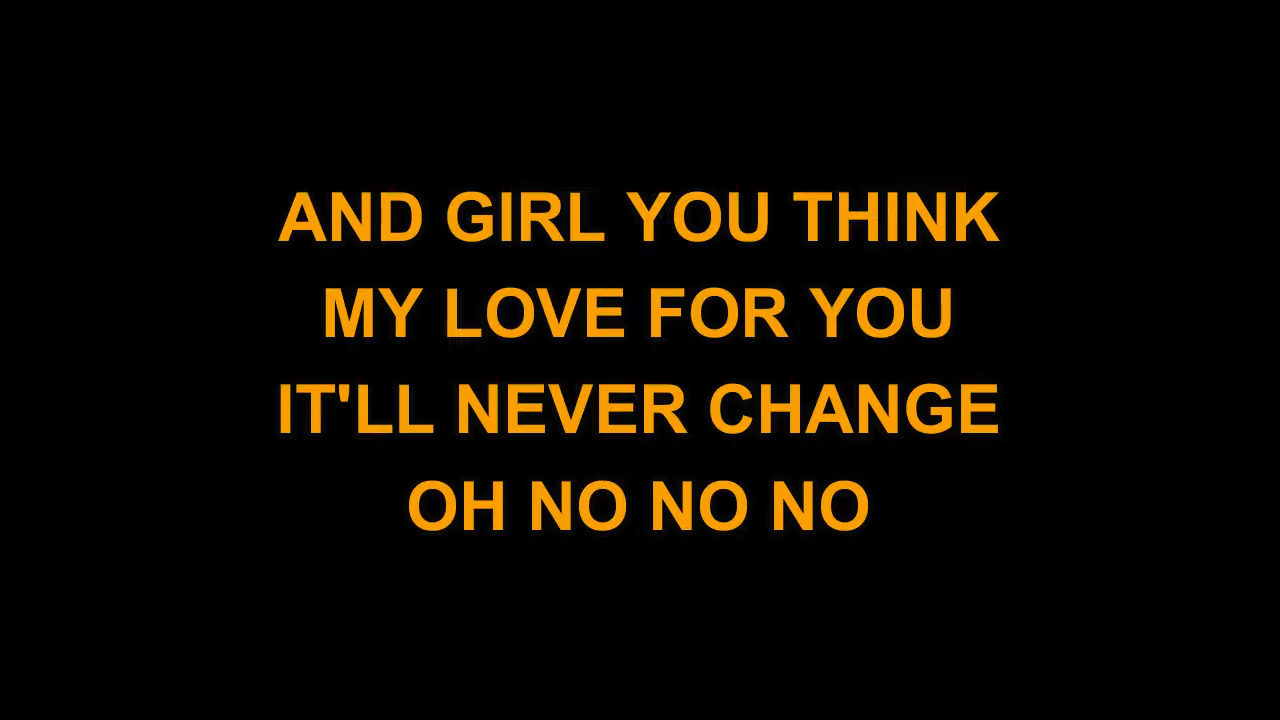 AND GIRL YOU THINK
MY LOVE FOR YOU
IT'LL NEVER CHANGE
OH NO NO NO